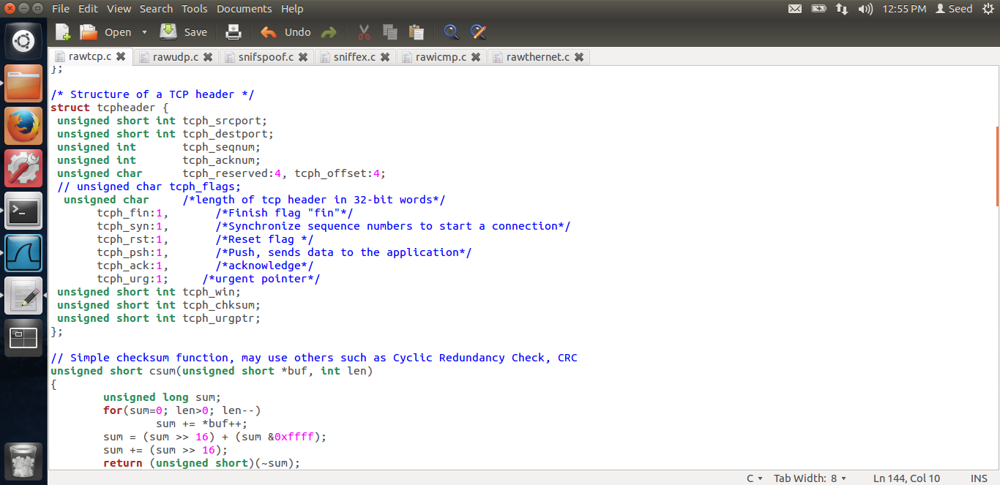 File Edit View Search Tools Documents Help 12:55 PM Seed
Open Save Undo
rawtcp.c rawudp.c snifspoof.c sniffex.c rawicmp.c rawthernet.c
};
/* Structure of a TCP header */
struct tcpheader {
unsigned short int tcph_srcport;
unsigned short int tcph_destport;
unsigned int tcph_seqnum;
unsigned int tcph_acknum;
unsigned char tcph_reserved:4, tcph_offset:4;
// unsigned char tcph_flags;
unsigned char /*length of tcp header in 32-bit words*/
tcph_fin:1, /*Finish flag "fin"*/
tcph_syn:1, /*Synchronize sequence numbers to start a connection*/
tcph_rst:1, /*Reset flag */
tcph_psh:1, /*Push, sends data to the application*/
tcph_ack:1, /*acknowledge*/
tcph_urg:1; /*urgent pointer*/
unsigned short int tcph_win;
unsigned short int tcph_chksum;
unsigned short int tcph_urgptr;
};
// Simple checksum function, may use others such as Cyclic Redundancy Check, CRC
unsigned short csum(unsigned short *buf, int len)
{
unsigned long sum;
for(sum=0; len>0; len--)
sum += *buf++;
sum = (sum >> 16) + (sum &0xffff);
sum += (sum >> 16);
return (unsigned short)(~sum);
C Tab Width: 8 Ln 144, Col 10 INS